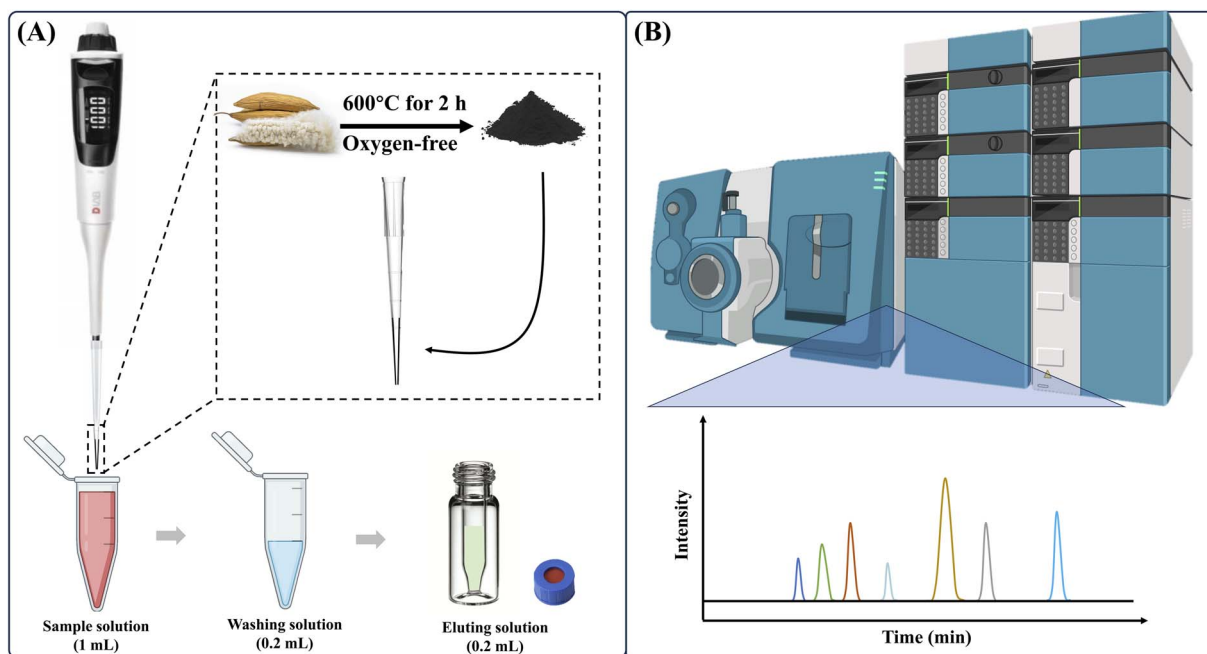 (A)
1000
600°C for 2 h
Oxygen-free
Sample solution
(1 mL)
Washing solution
(0.2 mL)
Eluting solution
(0.2 mL)
(B)
Intensity
Time (min)